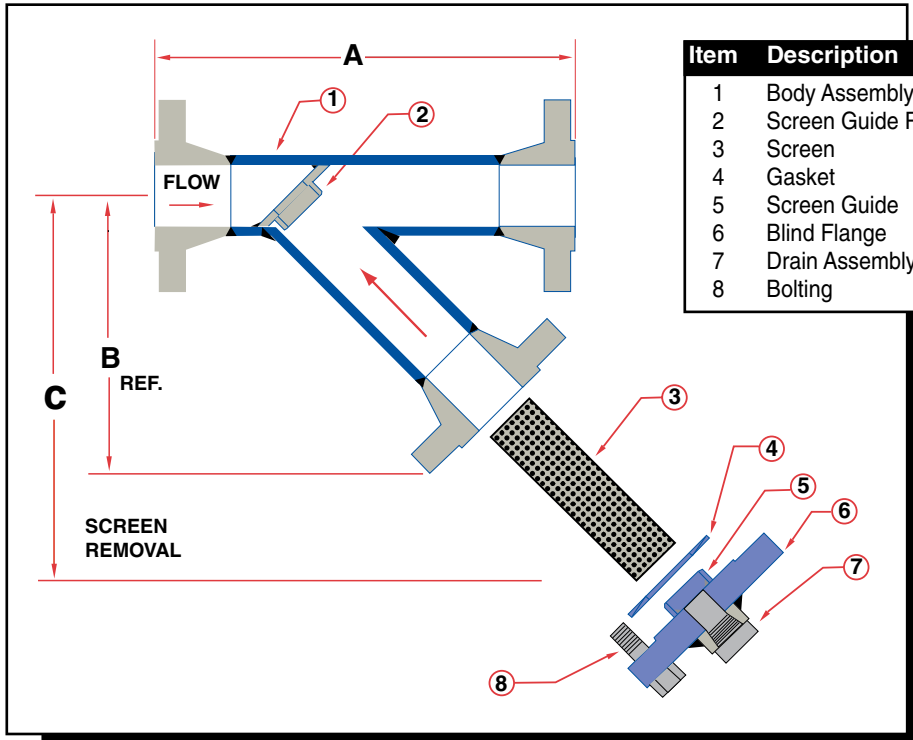 A
Item Description
1 Body Assembly
2 Screen Guide
3 Screen
4 Gasket
5 Screen Guide
6 Blind Flange
7 Drain Assembly
8 Bolting
1
2
FLOW
B
REF.
C
3
4
SCREEN
REMOVAL
5
6
7
8